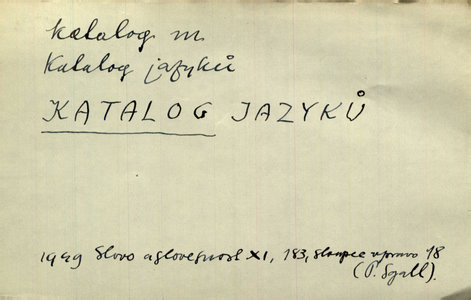 katalog m.
Katalog jazyků
KATALOG JAZYKŮ
1949 Slovo a slovesnost XI, 183, sloupec vpravo 18
(P. Sgall).